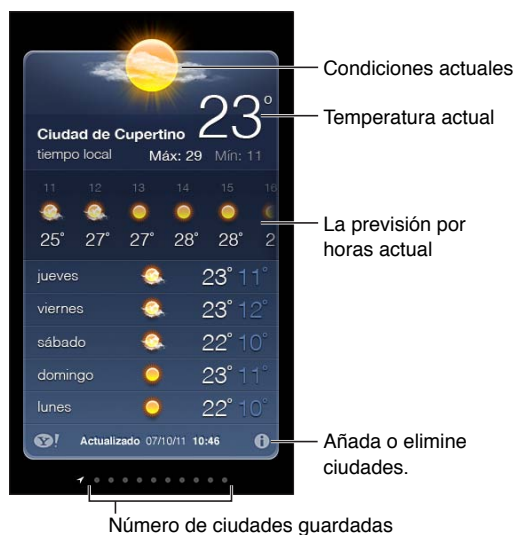 Condiciones actuales
23°
Temperatura actual
Ciudad de Cupertino
tiempo local Máx: 29 Mín: 11
11 12 13 14 15 16
25° 27° 27° 28° 28° 2
La previsión por
horas actual
jueves 23° 11°
viernes 23° 12°
sábado 22° 10°
domingo 23° 11°
lunes 22° 10°
Y! Actualizado 07/10/11 10:46 i
Añada o elimine
ciudades.
Número de ciudades guardadas